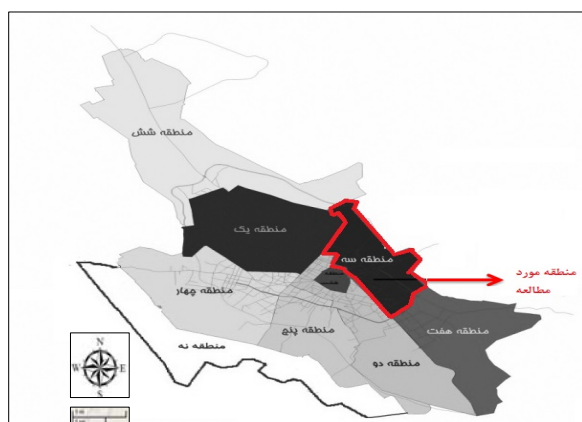 منطقه شش
منطقه یک
منطقه سه
منطقه مورد
مطالعه
منطقه
منطقه چهار
منطقه پنج
منطقه هفت
منطقه نه
منطقه دو
N
W
E
S